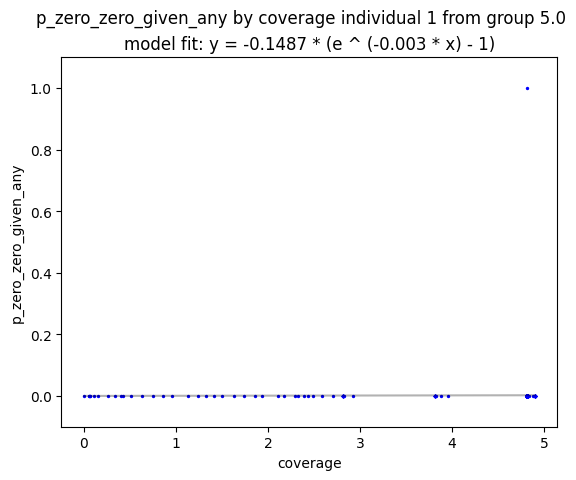 p_zero_zero_given_any by coverage individual 1 from group 5.0
model fit: y = -0.1487 * (e ^ (-0.003 * x) - 1)
p_zero_zero_given_any
1.0
0.8
0.6
0.4
0.2
0.0
0 1 2 3 4 5
coverage